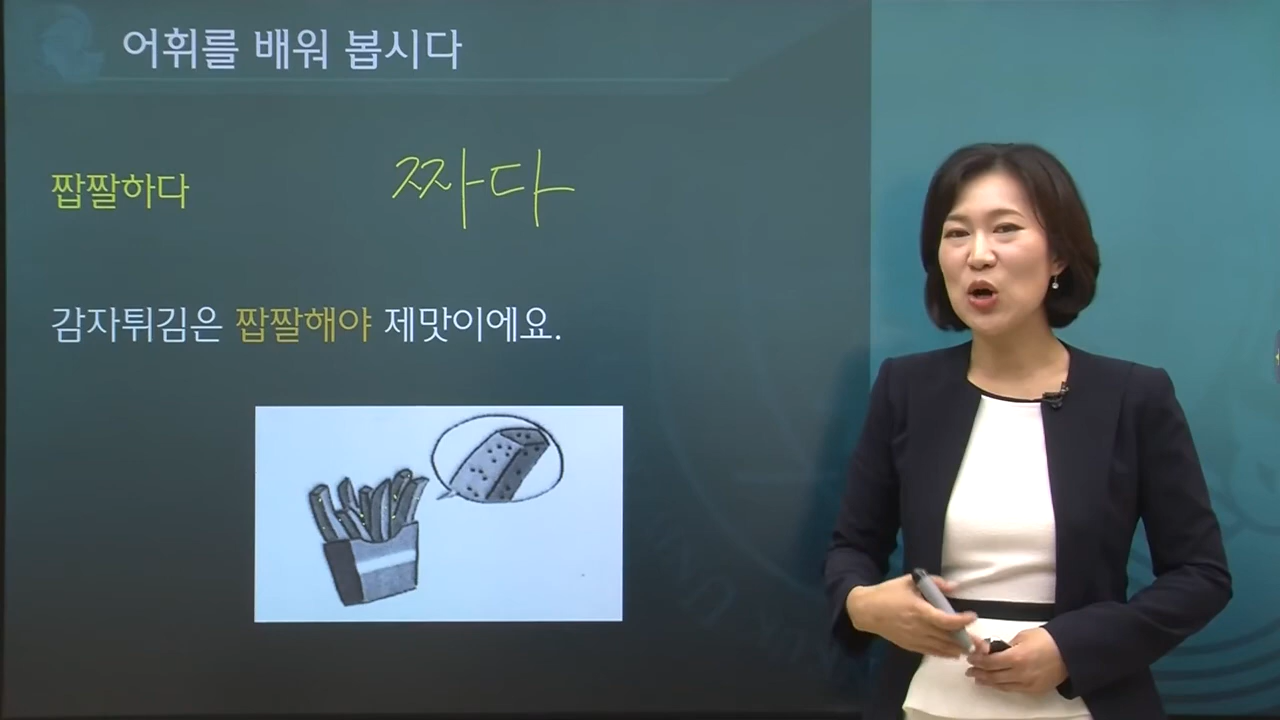 어휘를 배워 봅시다
짭짤하다
짜다
감자튀김은 짭짤해야 제맛이에요.